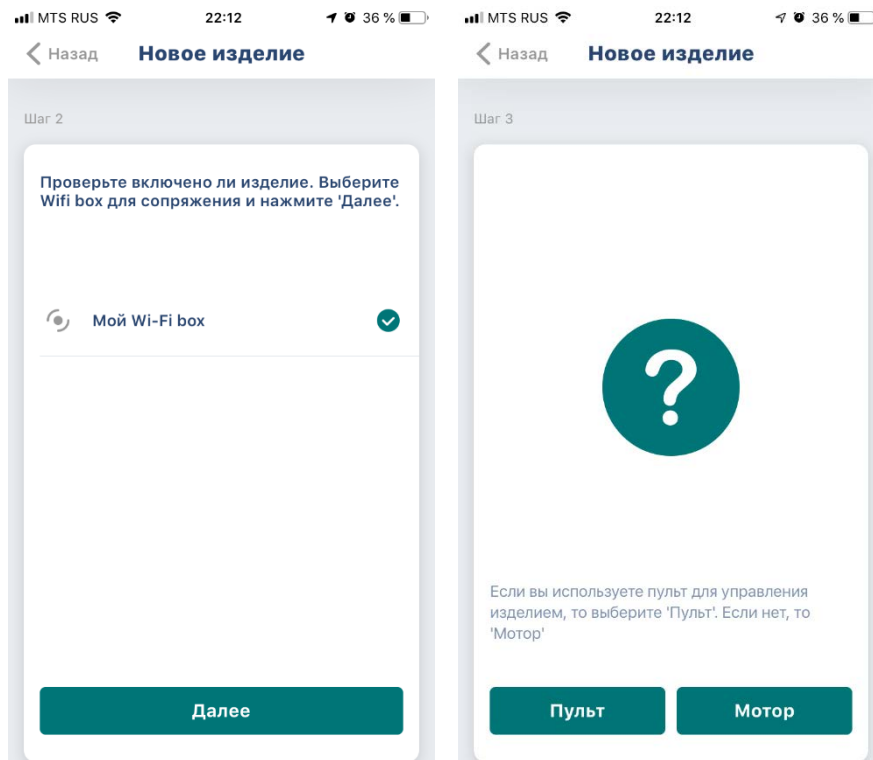 MTS RUS 22:12 36 %
Назад Новое изделие
Шаг 2
Проверьте включено ли изделие. Выберите
Wifi box для сопряжения и нажмите 'Далее'.
Мой Wi-Fi box
Далее
MTS RUS 22:12 36 %
Назад Новое изделие
Шаг 3
Если вы используете пульт для управления
изделием, то выберите 'Пульт'. Если нет, то
'Мотор'
Пульт Мотор